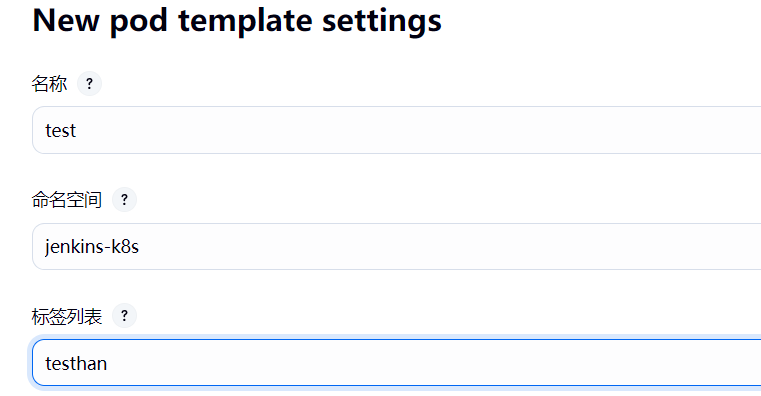 New pod template settings
名称 ?
test
命名空间 ?
jenkins-k8s
标签列表 ?
testhan